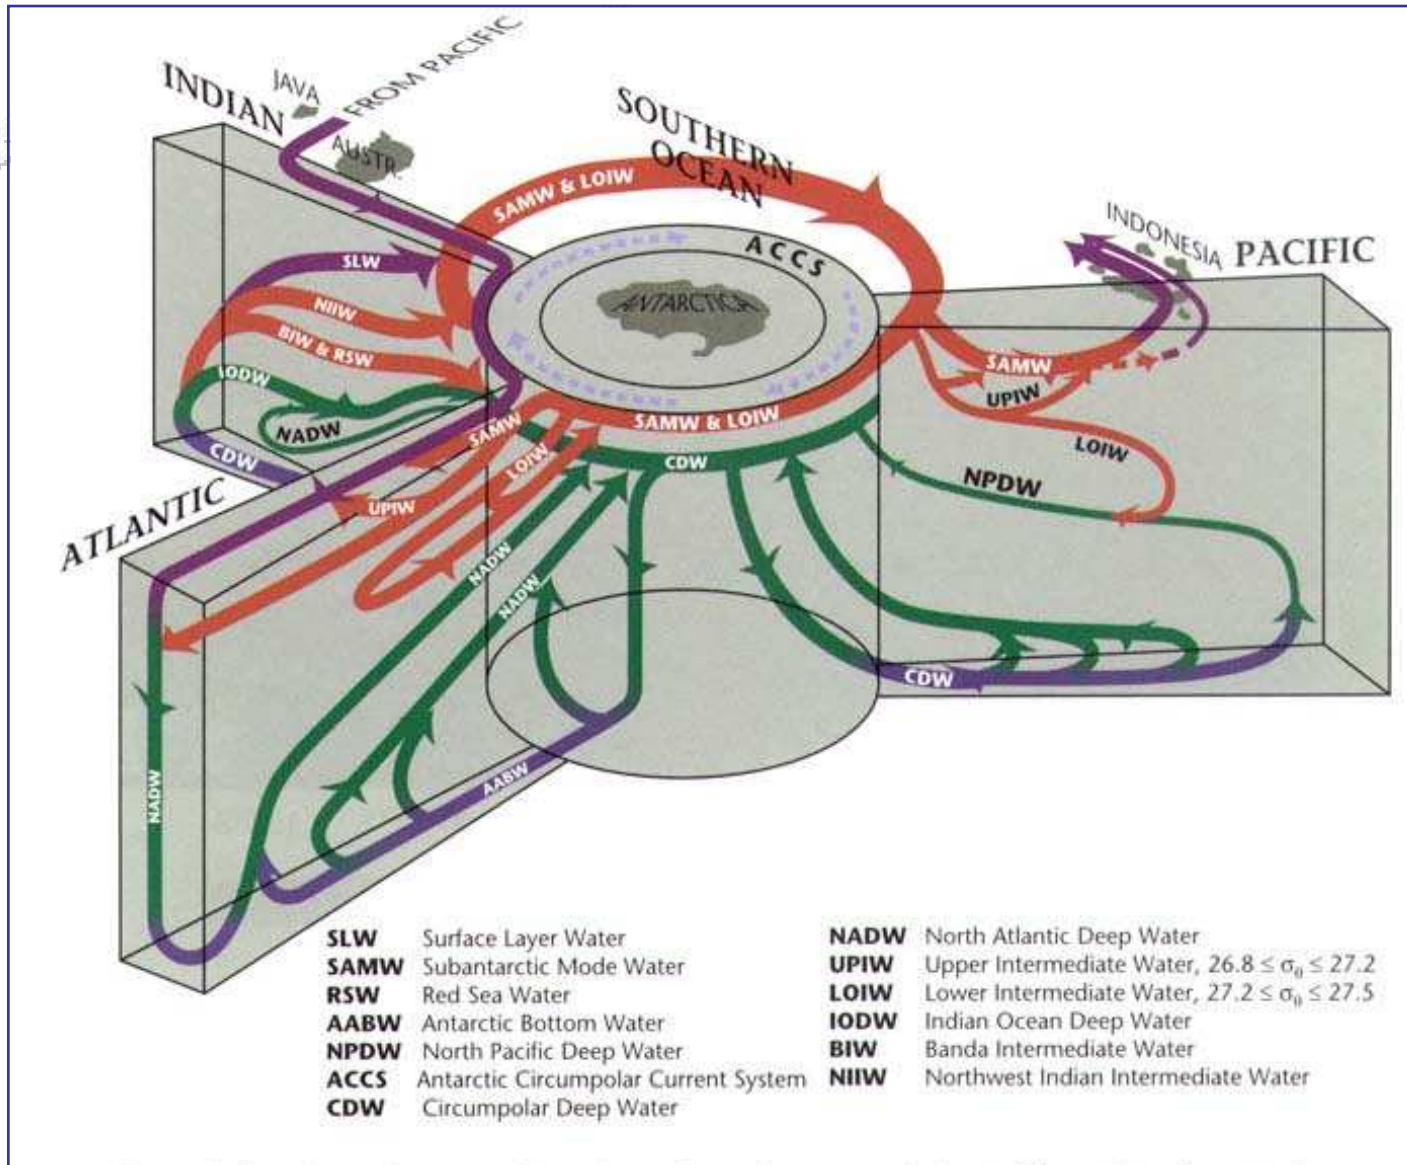 INDIAN
JAVA
FROM PACIFIC
AUSTR.
SOUTHERN
OCEAN
SAMW & LOIW
ACCS
ANTARCTICA
INDONESIA
PACIFIC
SLW
NIIW
BIW & RSW
IODW
NADW
CDW
SAMW
LOIW
UPIW
SAMW & LOIW
CDW
SAMW
UPIW
LOIW
NPDW
CDW
ATLANTIC
NADW
NADW
NADW
AABW
SLW Surface Layer Water
SAMW Subantarctic Mode Water
RSW Red Sea Water
AABW Antarctic Bottom Water
NPDW North Pacific Deep Water
ACCS Antarctic Circumpolar Current System
CDW Circumpolar Deep Water
NADW North Atlantic Deep Water
UPIW Upper Intermediate Water, 26.8 ≤ σθ ≤ 27.2
LOIW Lower Intermediate Water, 27.2 ≤ σθ ≤ 27.5
IODW Indian Ocean Deep Water
BIW Banda Intermediate Water
NIIW Northwest Indian Intermediate Water